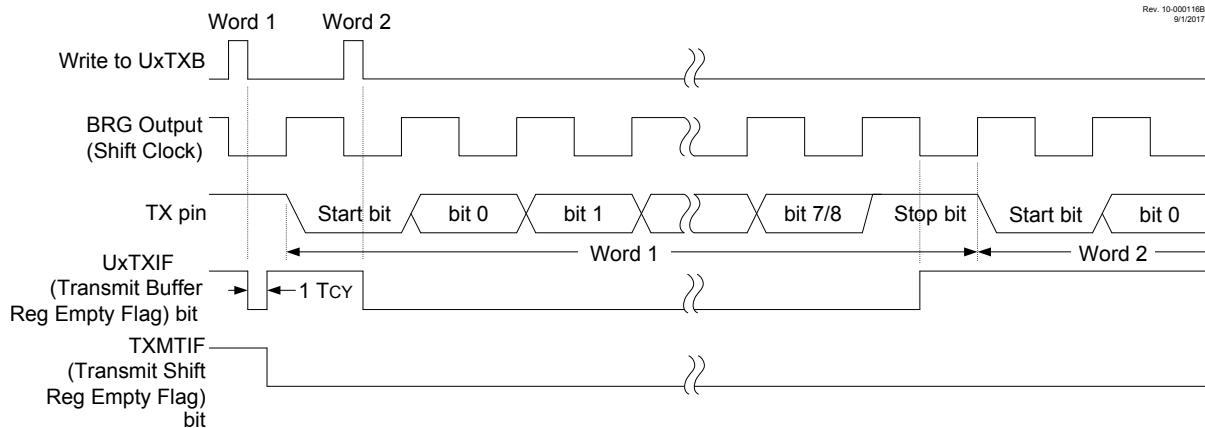 Rev. 10-000116B
9/1/2017
Word 1 Word 2
Write to UxTXB
BRG Output
(Shift Clock)
TX pin Start bit bit 0 bit 1 bit 7/8 Stop bit Start bit bit 0
Word 1 Word 2
UxTXIF
(Transmit Buffer
Reg Empty Flag) bit
1 TCY
TXMTIF
(Transmit Shift
Reg Empty Flag)
bit